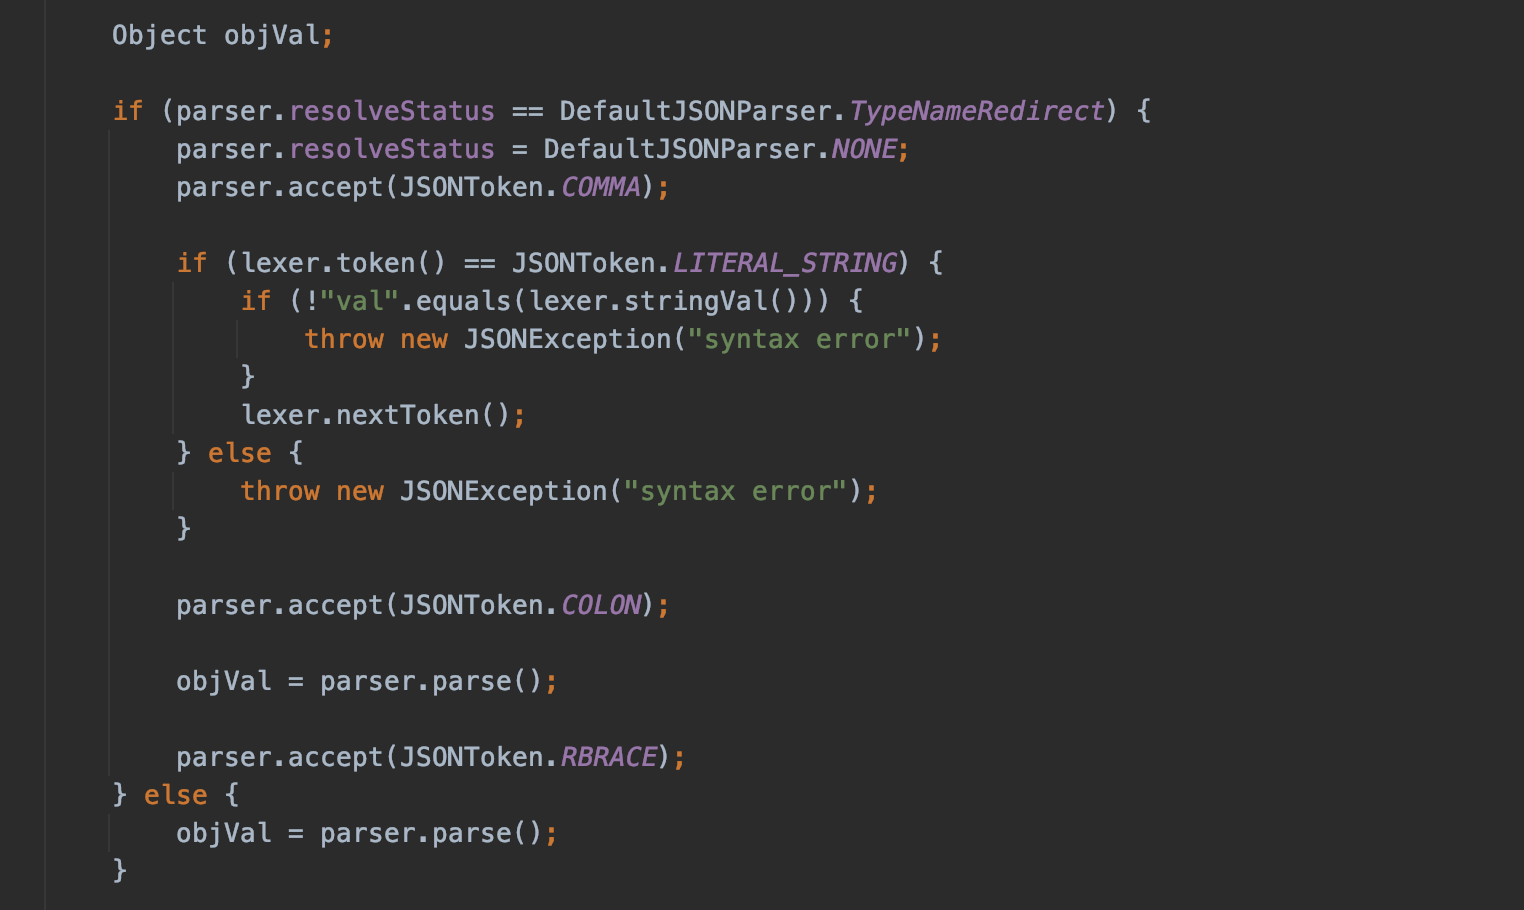 Object objVal;
if (parser.resolveStatus == DefaultJSONParser.TypeNameRedirect) {
parser.resolveStatus = DefaultJSONParser.NONE;
parser.accept(JSONToken.COMMA);
if (lexer.token() == JSONToken.LITERAL_STRING) {
if (!"val".equals(lexer.stringVal())) {
throw new JSONException("syntax error");
}
lexer.nextToken();
} else {
throw new JSONException("syntax error");
}
parser.accept(JSONToken.COLON);
objVal = parser.parse();
parser.accept(JSONToken.RBRACE);
} else {
objVal = parser.parse();
}